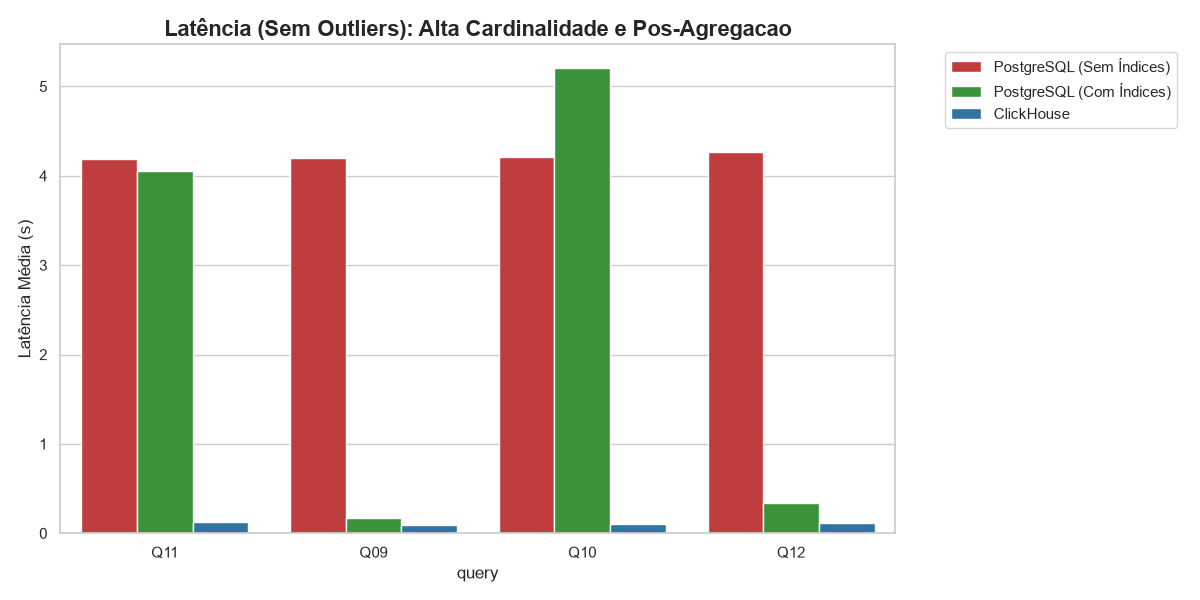 Latência (Sem Outliers): Alta Cardinalidade e Pos-Agregacao
PostgreSQL (Sem Índices)
PostgreSQL (Com Índices)
ClickHouse
Latência Média (s)
5
4
3
2
1
0
Q11 Q09 Q10 Q12
query